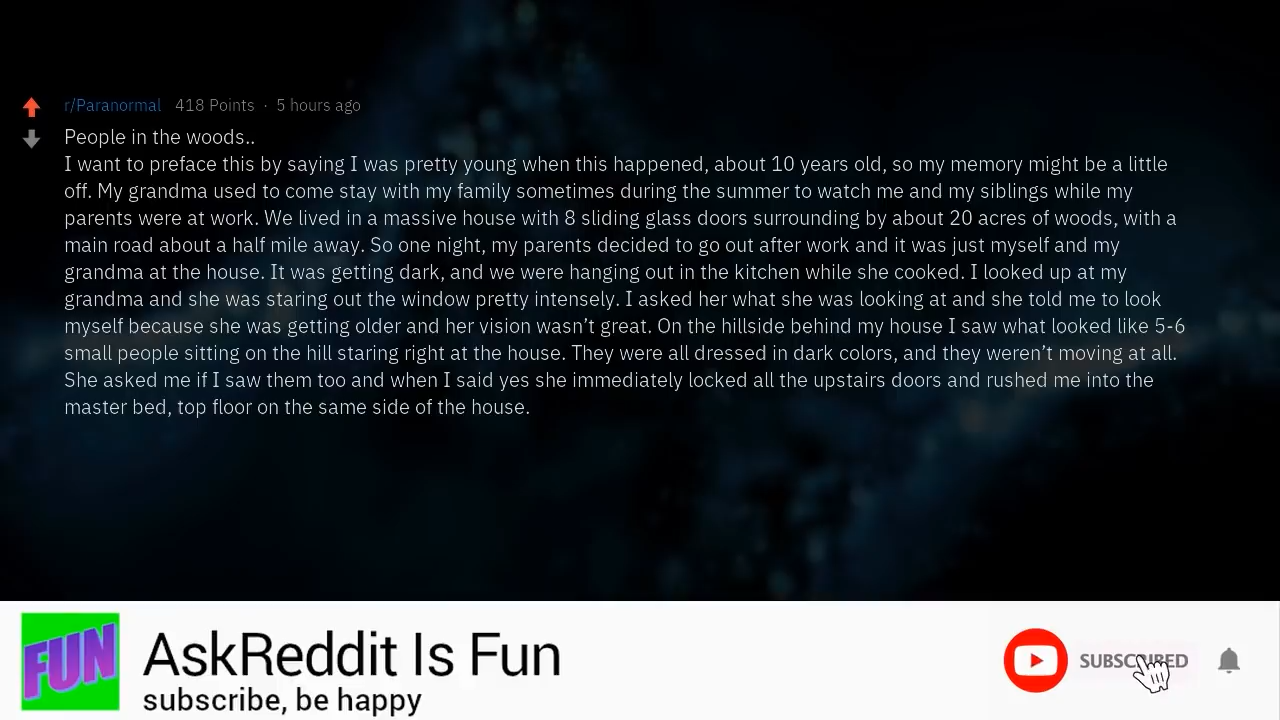 r/Paranormal 418 Points · 5 hours ago
People in the woods..
I want to preface this by saying I was pretty young when this happened, about 10 years old, so my memory might be a little
off. My grandma used to come stay with my family sometimes during the summer to watch me and my siblings while my
parents were at work. We lived in a massive house with 8 sliding glass doors surrounding by about 20 acres of woods, with a
main road about a half mile away. So one night, my parents decided to go out after work and it was just myself and my
grandma at the house. It was getting dark, and we were hanging out in the kitchen while she cooked. I looked up at my
grandma and she was staring out the window pretty intensely. I asked her what she was looking at and she told me to look
myself because she was getting older and her vision wasn't great. On the hillside behind my house I saw what looked like 5-6
small people sitting on the hill staring right at the house. They were all dressed in dark colors, and they weren't moving at all.
She asked me if I saw them too and when I said yes she immediately locked all the upstairs doors and rushed me into the
master bed, top floor on the same side of the house.
FUN
AskReddit Is Fun
subscribe, be happy
SUBSCRIBED